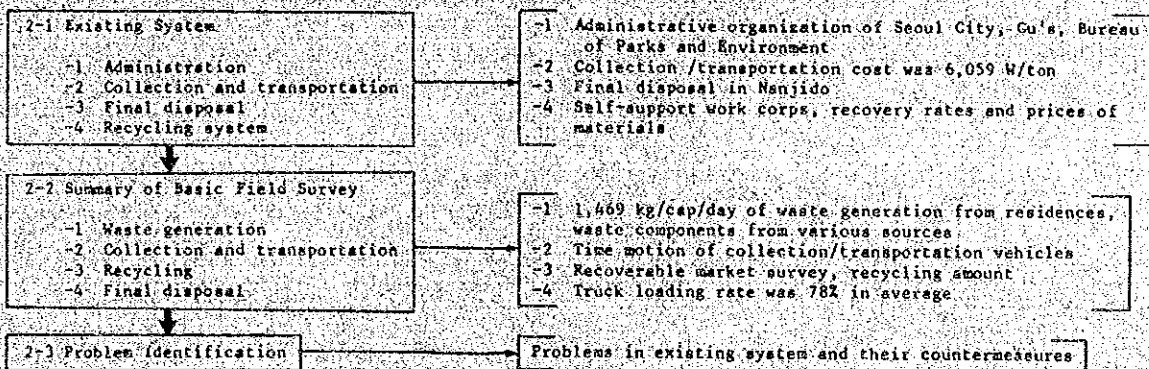 2-1 Existing System
-1 Administration
-2 Collection and transportation
-3 Final disposal
-4 Recycling system
-1 Administrative organization of Seoul City, Gu's, Bureau
of Parks and Environment
-2 Collection /transportation cost was 6,059 W/ton
-3 Final disposal in Nanjido
-4 Self-support work corps, recovery rates and prices of
materials
2-2 Summary of Basic Field Survey
-1 Waste generation
-2 Collection and transportation
-3 Recycling
-4 Final disposal
-1 1,469 kg/cap/day of waste generation from residences,
waste components from various sources
-2 Time motion of collection/transportation vehicles
-3 Recoverable market survey, recycling amount
-4 Truck loading rate was 78% in average
2-3 Problem Identification
Problems in existing system and their countermeasures